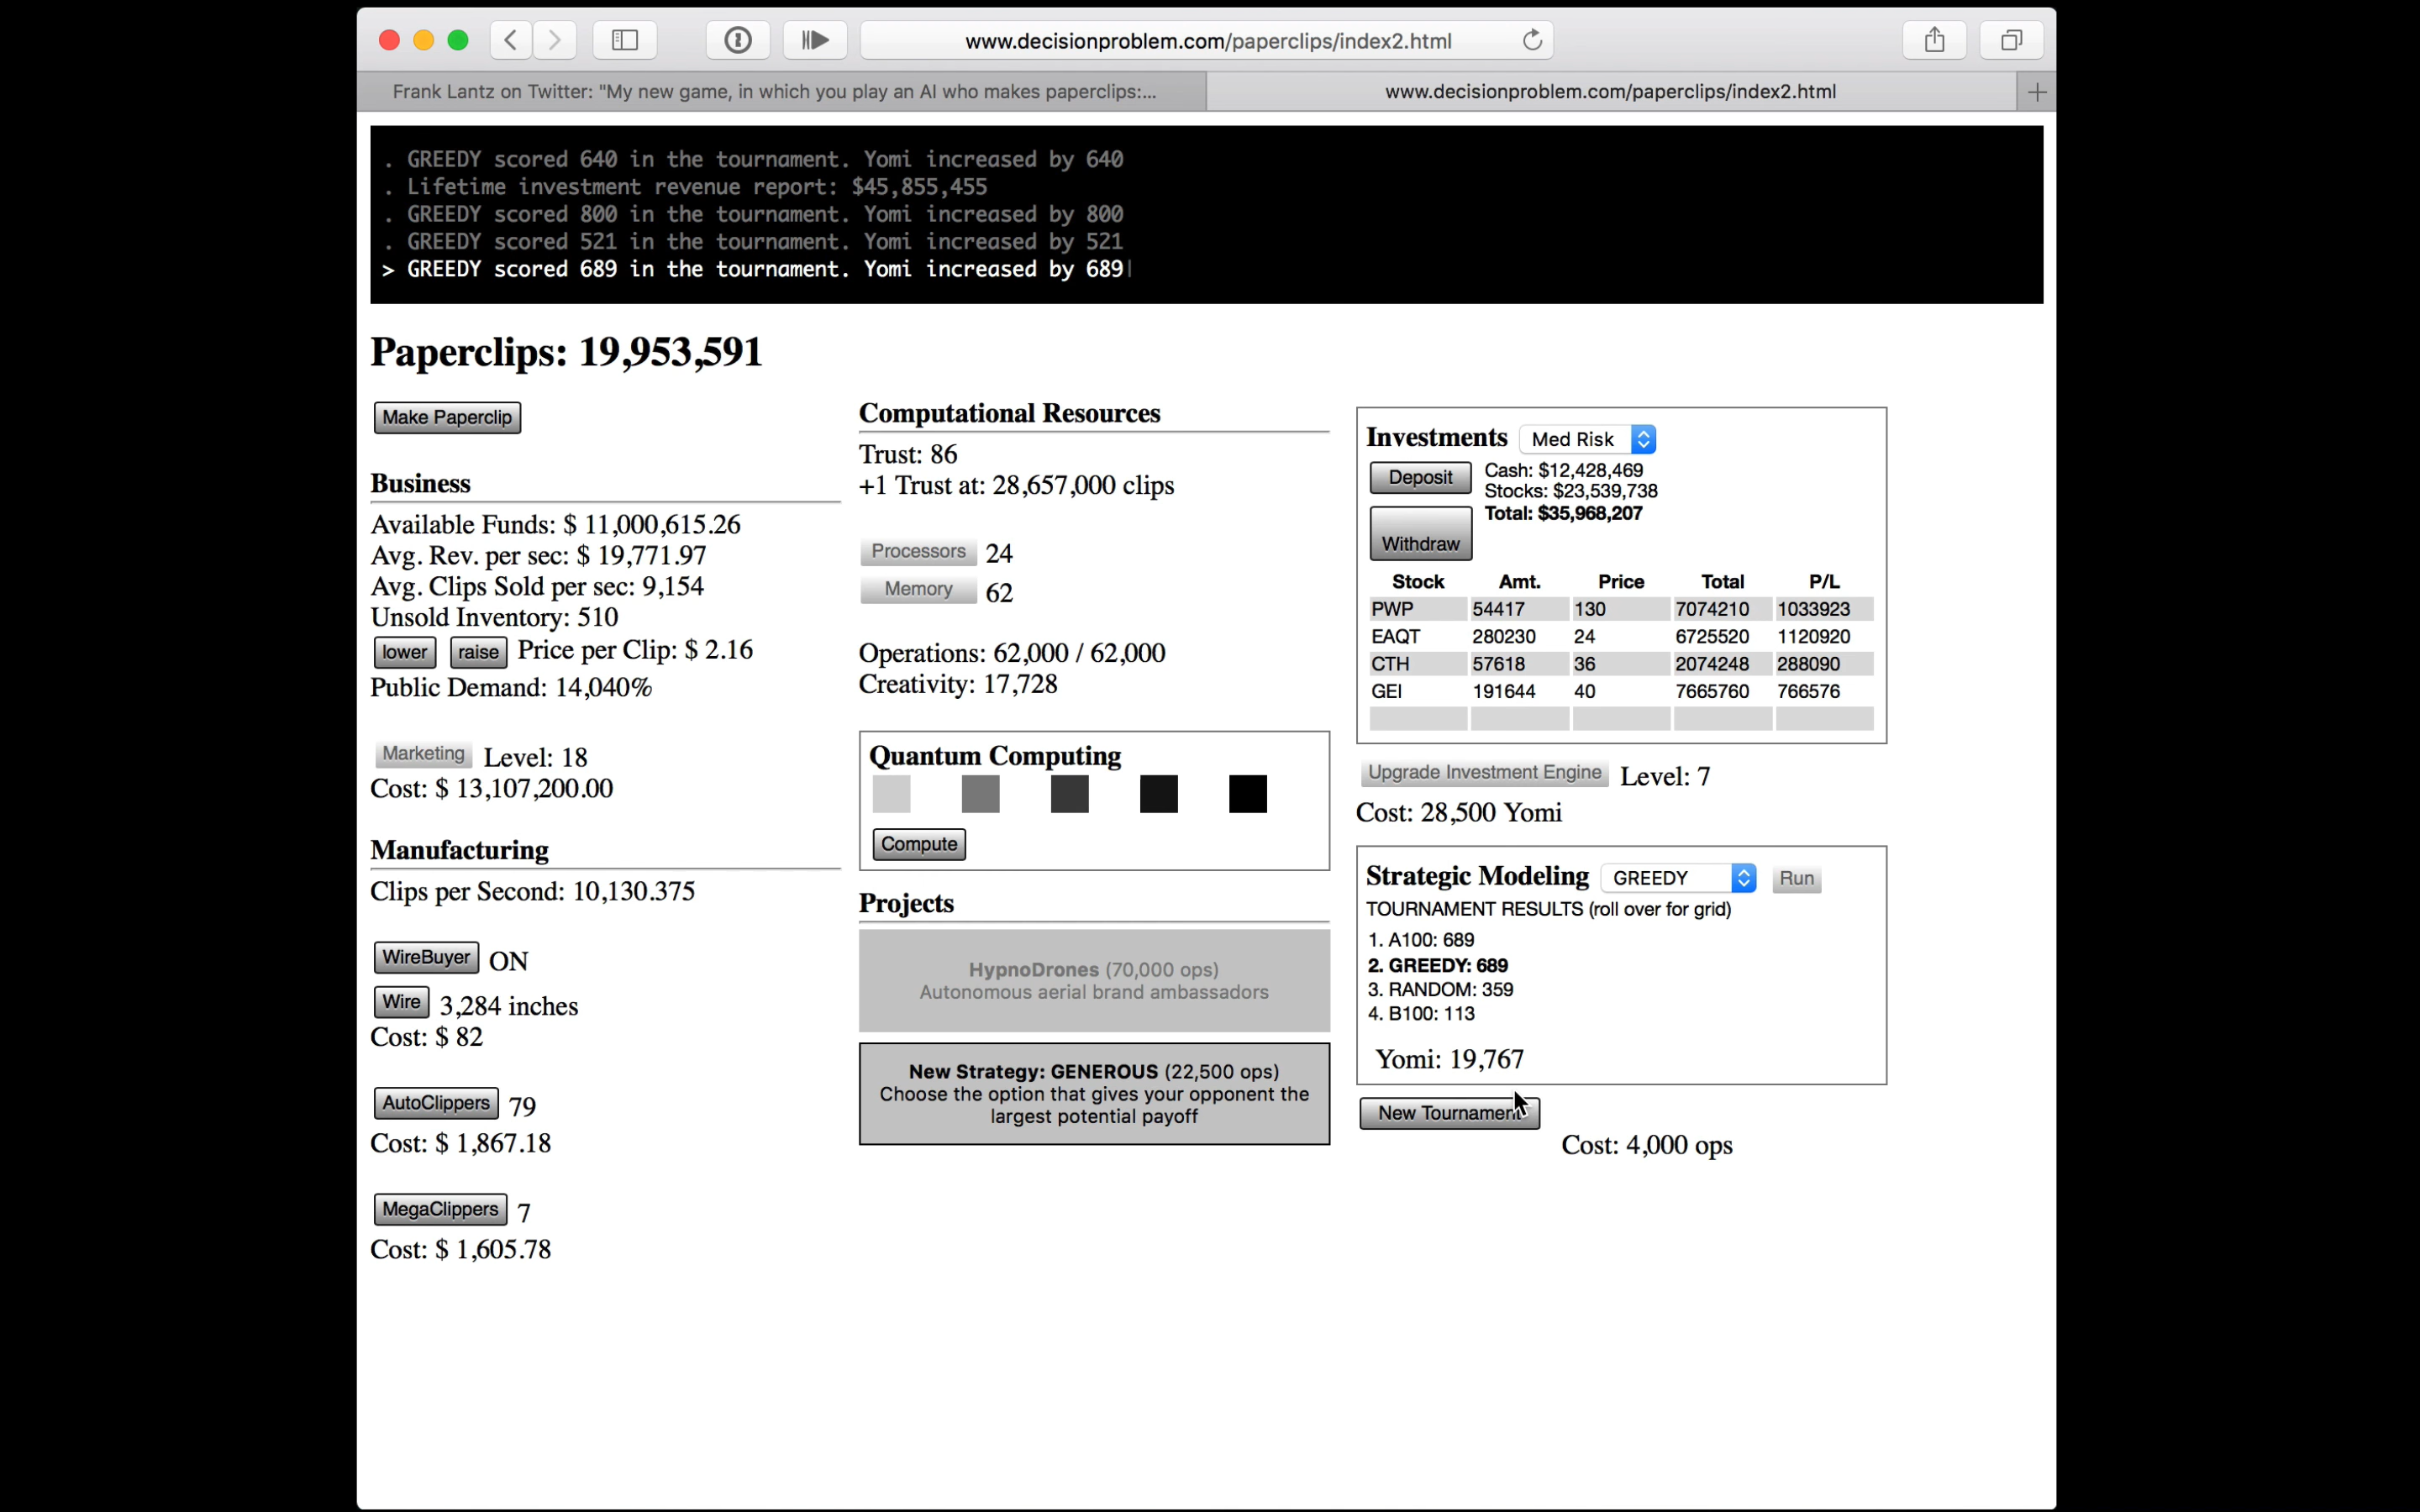 www.decisionproblem.com/paperclips/index2.html
Frank Lantz on Twitter: "My new game, in which you play an AI who makes paperclips:...
www.decisionproblem.com/paperclips/index2.html
. GREEDY scored 640 in the tournament. Yomi increased by 640
. Lifetime investment revenue report: $45,855,455
. GREEDY scored 800 in the tournament. Yomi increased by 800
. GREEDY scored 521 in the tournament. Yomi increased by 521
> GREEDY scored 689 in the tournament. Yomi increased by 689
Paperclips: 19,953,591
Make Paperclip
Business
Available Funds: $ 11,000,615.26
Avg. Rev. per sec: $ 19,771.97
Avg. Clips Sold per sec: 9,154
Unsold Inventory: 510
lower raise Price per Clip: $ 2.16
Public Demand: 14,040%
Marketing Level: 18
Cost: $ 13,107,200.00
Manufacturing
Clips per Second: 10,130.375
WireBuyer ON
Wire 3,284 inches
Cost: $ 82
AutoClippers 79
Cost: $ 1,867.18
MegaClippers 7
Cost: $ 1,605.78
Computational Resources
Trust: 86
+1 Trust at: 28,657,000 clips
Processors 24
Memory 62
Operations: 62,000 / 62,000
Creativity: 17,728
Quantum Computing
Compute
Projects
HypnoDrones (70,000 ops)
Autonomous aerial brand ambassadors
New Strategy: GENEROUS (22,500 ops)
Choose the option that gives your opponent the
largest potential payoff
Investments Med Risk
Deposit Cash: $12,428,469
Stocks: $23,539,738
Total: $35,968,207
Withdraw
Stock Amt. Price Total P/L
PWP 54417 130 7074210 1033923
EAQT 280230 24 6725520 1120920
CTH 57618 36 2074248 288090
GEI 191644 40 7665760 766576
Upgrade Investment Engine Level: 7
Cost: 28,500 Yomi
Strategic Modeling GREEDY Run
TOURNAMENT RESULTS (roll over for grid)
1. A100: 689
2. GREEDY: 689
3. RANDOM: 359
4. B100: 113
Yomi: 19,767
New Tournament
Cost: 4,000 ops